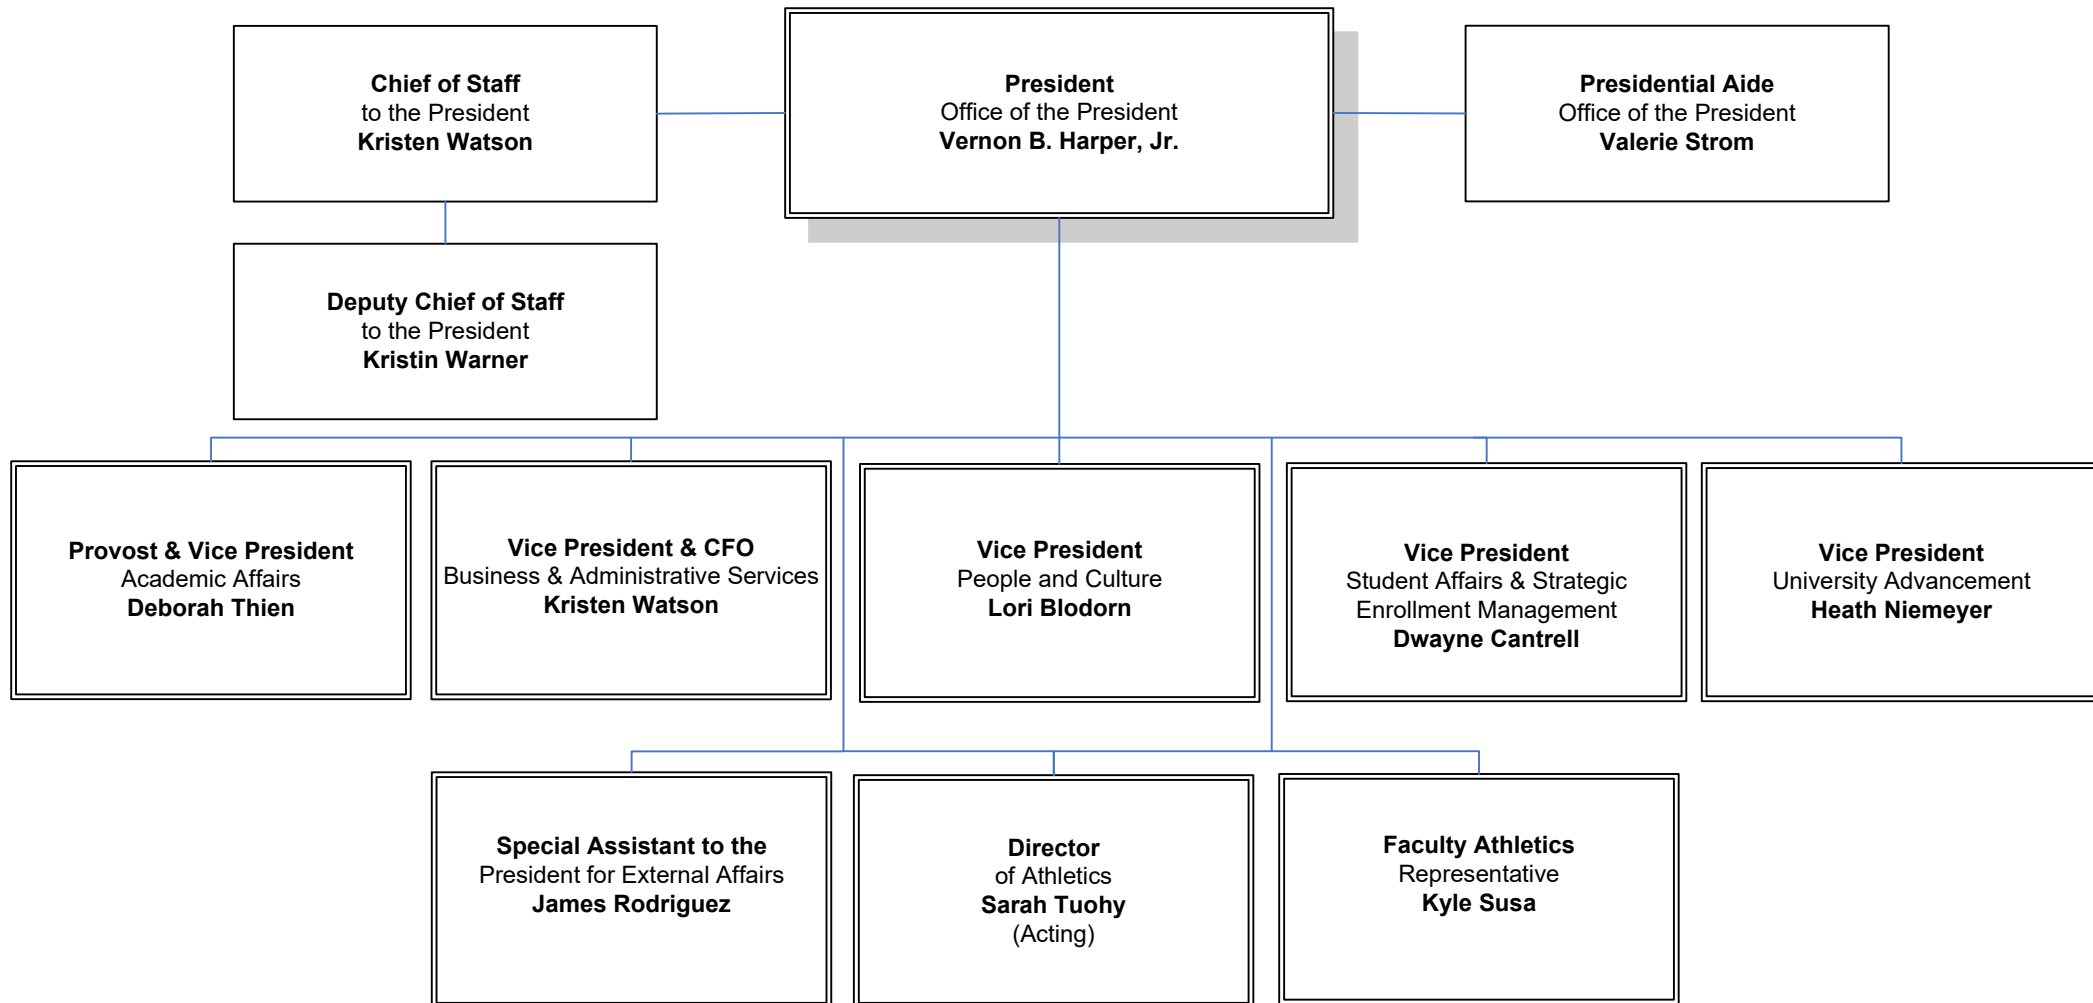 Chief of Staff
to the President
Kristen Watson
President
Office of the President
Vernon B. Harper, Jr.
Presidential Aide
Office of the President
Valerie Strom
Deputy Chief of Staff
to the President
Kristin Warner
Provost & Vice President
Academic Affairs
Deborah Thien
Vice President & CFO
Business & Administrative Services
Kristen Watson
Vice President
People and Culture
Lori Blodorn
Vice President
Student Affairs & Strategic
Enrollment Management
Dwayne Cantrell
Vice President
University Advancement
Heath Niemeyer
Special Assistant to the
President for External Affairs
James Rodriguez
Director
of Athletics
Sarah Tuohy
(Acting)
Faculty Athletics
Representative
Kyle Susa